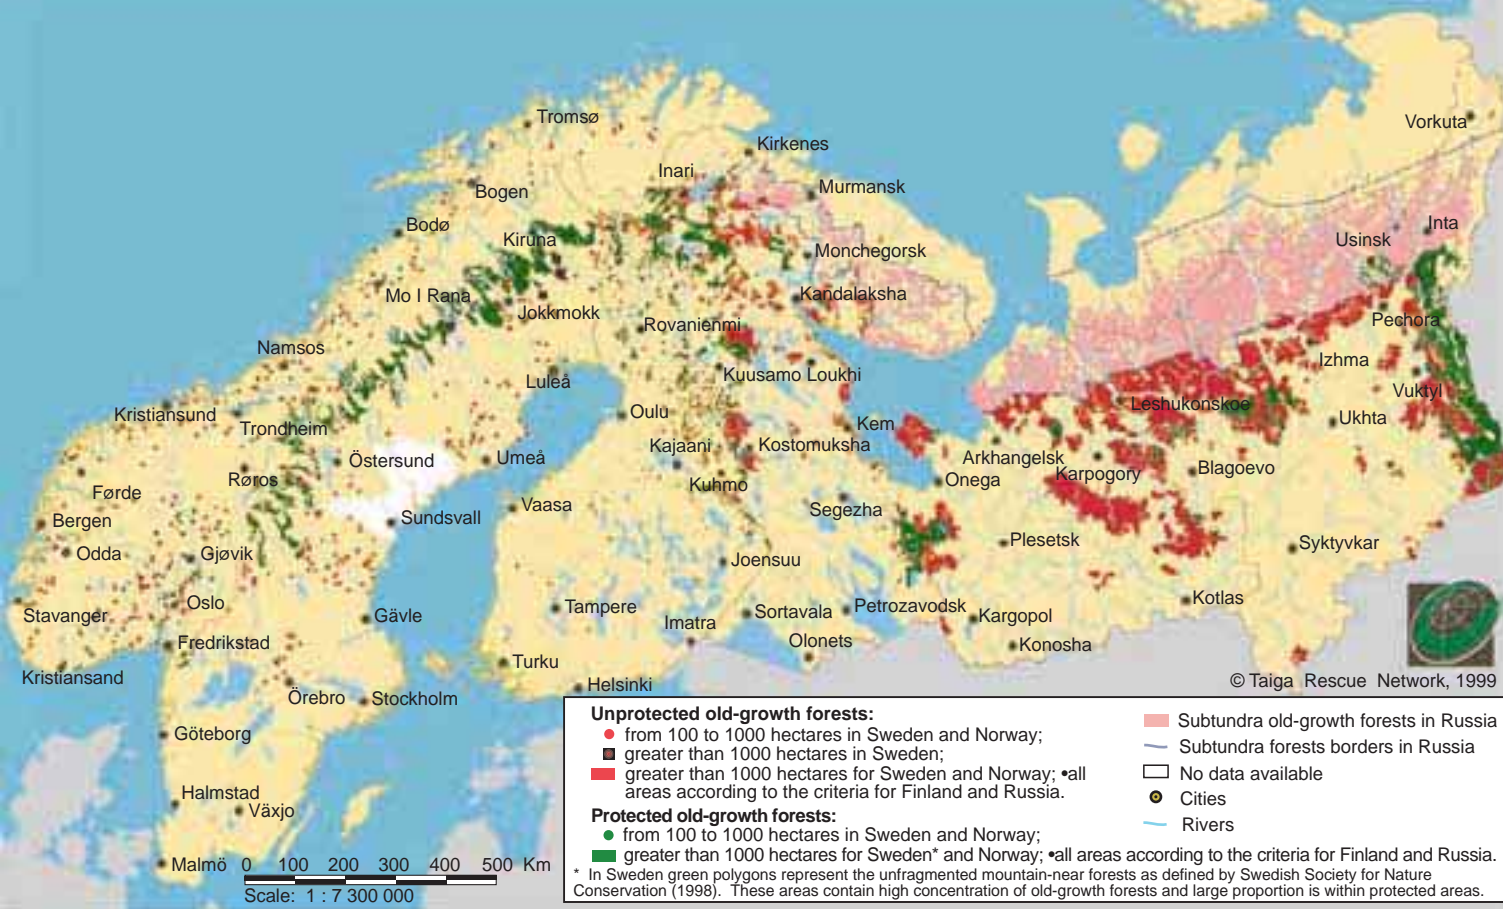 Vorkuta
Tromsø
Kirkenes
Inari
Murmansk
Bogen
Bodø
Inta
Kiruna
Usinsk
Monchegorsk
Mo I Rana
Kandalaksha
Jokkmokk
Rovanienmi
Pechora
Namsos
Izhma
Kuusamo Loukhi
Luleå
Vuktyl
Leshukonskoe
Kristiansund
Oulu
Ukhta
Trondheim
Kem
Kajaani
Kostomuksha
Östersund
Umeå
Arkhangelsk
Karpogory
Blagoevo
Røros
Onega
Kuhmo
Førde
Vaasa
Segezha
Bergen
Sundsvall
Plesetsk
Syktyvkar
Odda
Gjøvik
Joensuu
Kotlas
Oslo
Tampere
Sortavala
Petrozavodsk
Stavanger
Gävle
Imatra
Kargopol
Fredrikstad
Olonets
Konosha
Turku
Kristiansand
© Taiga Rescue Network, 1999
Helsinki
Örebro
Stockholm
Göteborg
Halmstad
Växjo
Malmö
0 100 200 300 400 500 Km
Scale: 1 : 7 300 000
Unprotected old-growth forests:
from 100 to 1000 hectares in Sweden and Norway;
greater than 1000 hectares in Sweden;
greater than 1000 hectares for Sweden and Norway; •all
areas according to the criteria for Finland and Russia.
Protected old-growth forests:
from 100 to 1000 hectares in Sweden and Norway;
greater than 1000 hectares for Sweden* and Norway; •all areas according to the criteria for Finland and Russia.
* In Sweden green polygons represent the unfragmented mountain-near forests as defined by Swedish Society for Nature
Conservation (1998). These areas contain high concentration of old-growth forests and large proportion is within protected areas.
Subtundra old-growth forests in Russia
Subtundra forests borders in Russia
No data available
Cities
Rivers